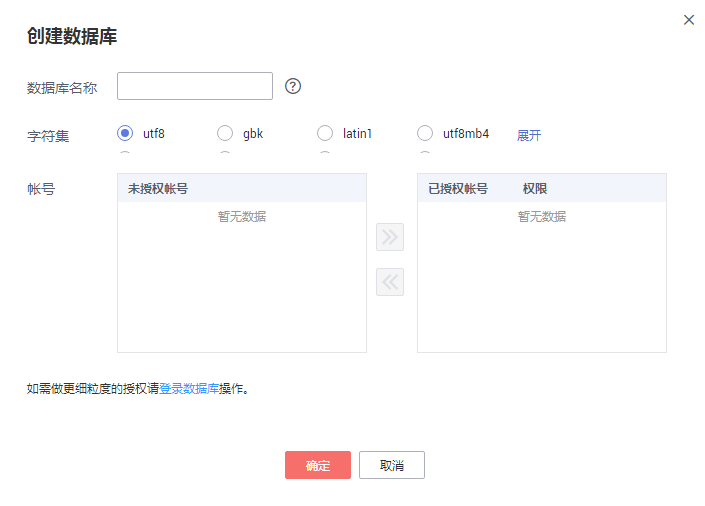 创建数据库
数据库名称
字符集 utf8 gbk latin1 utf8mb4 展开
帐号 未授权帐号 已授权帐号 权限
暂无数据 暂无数据
如需做更细粒度的授权请登录数据库操作。
确定 取消